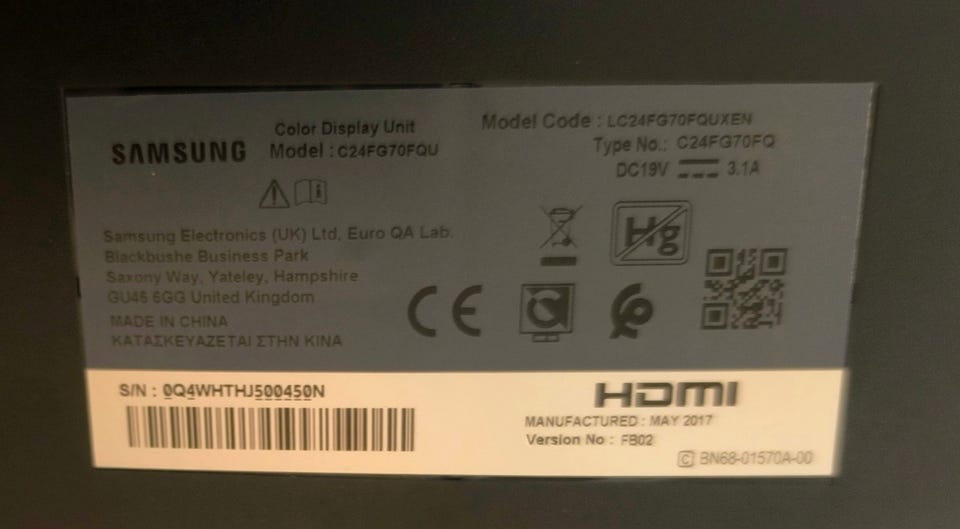 SAMSUNG
Color Display Unit
Model : C24FG70FQU
Model Code : LC24FG70FQUXEN
Type No.: C24FG70FQ
DC19V 3.1A
Samsung Electronics (UK) Ltd, Euro QA Lab.
Blackbushe Business Park
Saxony Way, Yateley, Hampshire
GU46 6GG United Kingdom
MADE IN CHINA
ΚΑΤΑΣΚΕΥΑΖΕΤΑΙ ΣΤΗΝ ΚΙΝΑ
Hg
CE
S/N : 0Q4WHTHJ500450N
HDMI
MANUFACTURED : MAY 2017
Version No : FB02
C BN68-01570A-00